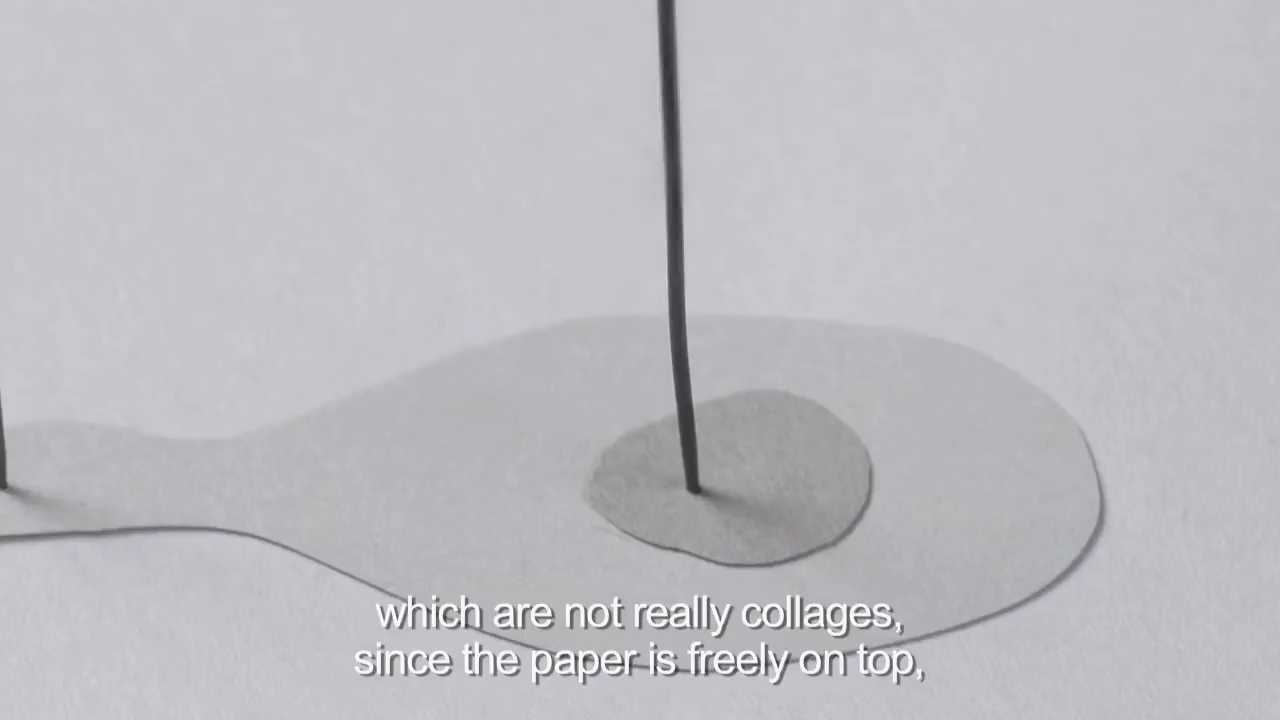 which are not really collages,
since the paper is freely on top,